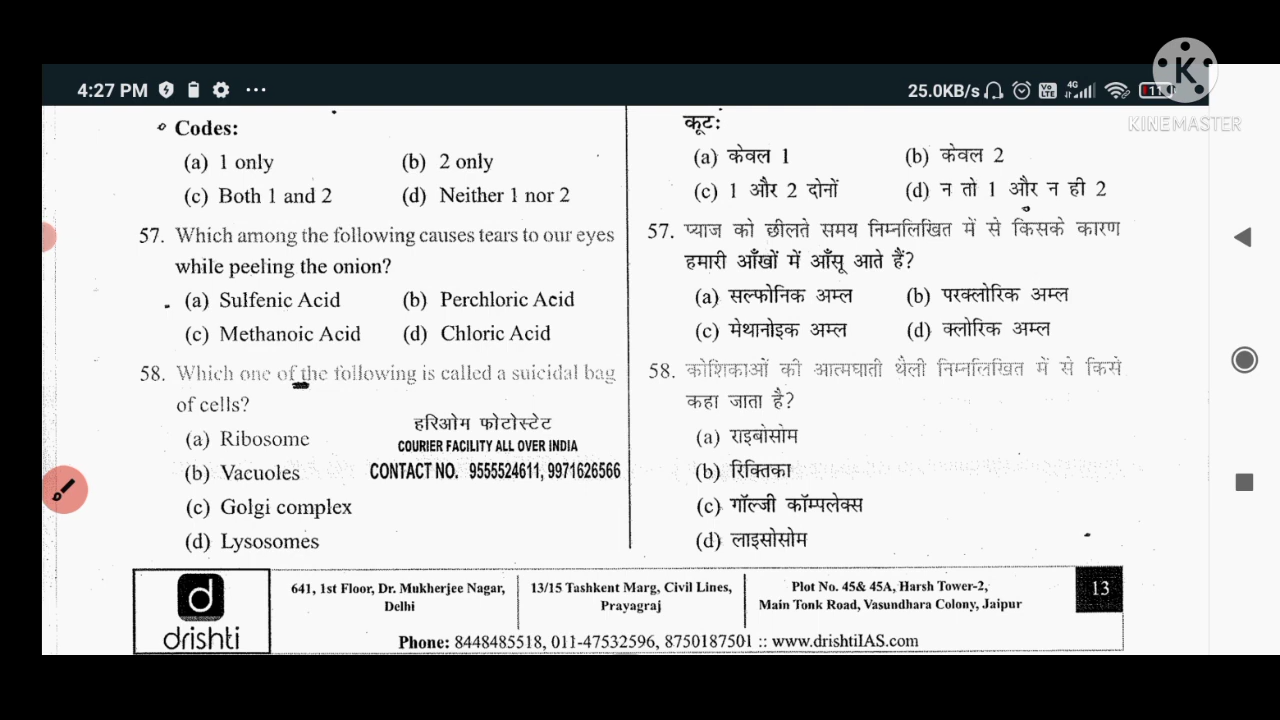 4:27 PM
25.0KB/s
4G
11
K
KINEMASTER
Codes:
(a) 1 only (b) 2 only
(c) Both 1 and 2 (d) Neither 1 nor 2
57. Which among the following causes tears to our eyes
while peeling the onion?
(a) Sulfenic Acid (b) Perchloric Acid
(c) Methanoic Acid (d) Chloric Acid
58. Which one of the following is called a suicidal bag
of cells?
(a) Ribosome
(b) Vacuoles
(c) Golgi complex
(d) Lysosomes
हरिओम फोटोस्टेट
COURIER FACILITY ALL OVER INDIA
CONTACT NO. 9555524611, 9971626566
कूटः
(a) केवल 1 (b) केवल 2
(c) 1 और 2 दोनों (d) न तो 1 और न ही 2
57. प्याज को छीलते समय निम्नलिखित में से किसके कारण
हमारी आँखों में आँसू आते हैं?
(a) सल्फोनिक अम्ल (b) परक्लोरिक अम्ल
(c) मेथानोइक अम्ल (d) क्लोरिक अम्ल
58. कोशिकाओं की आत्मघाती थैली निम्नलिखित में से किसे
कहा जाता है?
(a) राइबोसोम
(b) रिक्तिका
(c) गॉल्जी कॉम्पलेक्स
(d) लाइसोसोम
d
drishti
641, 1st Floor, Dr. Mukherjee Nagar,
Delhi
13/15 Tashkent Marg, Civil Lines,
Prayagraj
Plot No. 45& 45A, Harsh Tower-2,
Main Tonk Road, Vasundhara Colony, Jaipur
13
Phone: 8448485518, 011-47532596, 8750187501 :: www.drishtiIAS.com